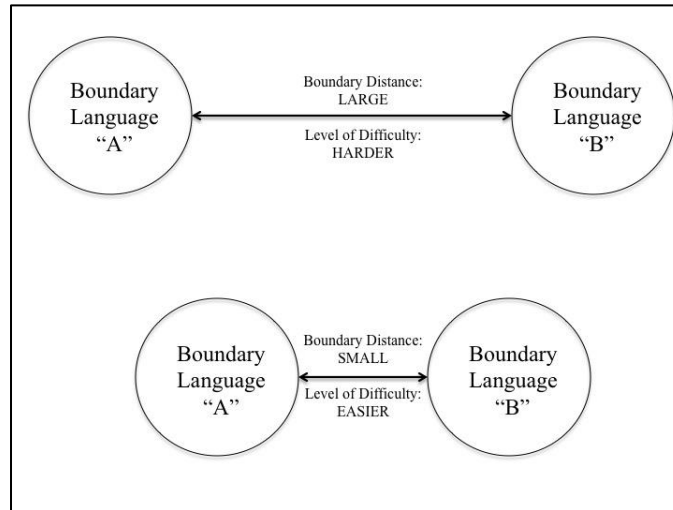 Boundary
Language
“A”
Boundary Distance:
LARGE
Level of Difficulty:
HARDER
Boundary
Language
“B”
Boundary
Language
“A”
Boundary Distance:
SMALL
Level of Difficulty:
EASIER
Boundary
Language
“B”